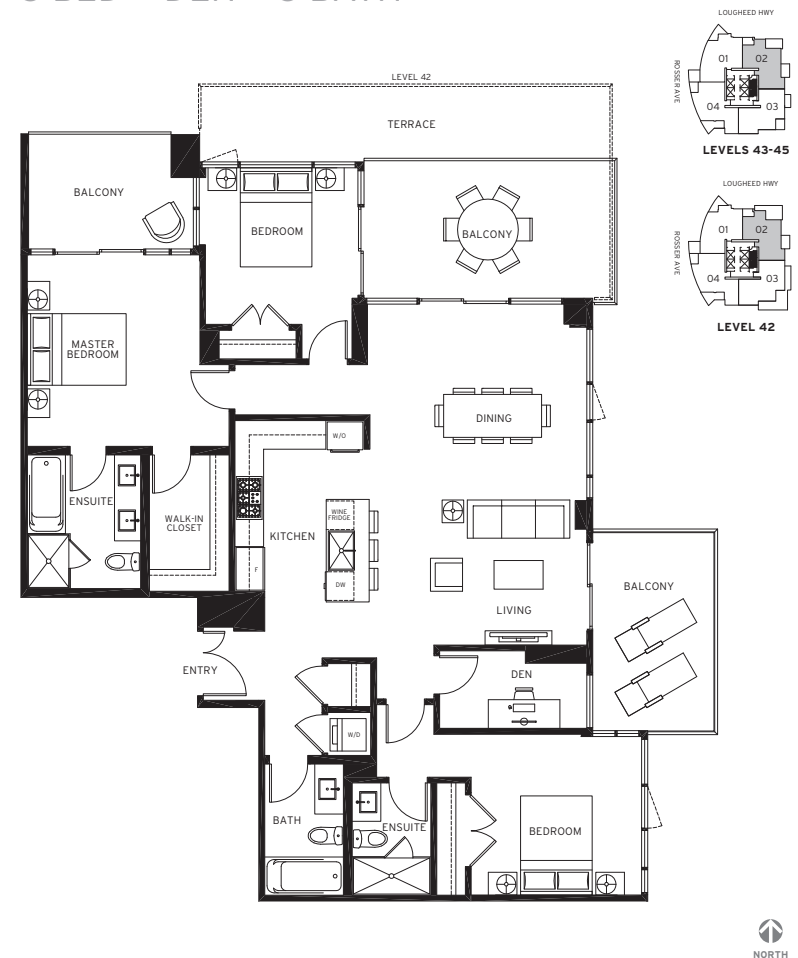 LOUGHEED HWY
ROSSER AVE
01
02
04
03
LEVELS 43-45
LOUGHEED HWY
ROSSER AVE
01
02
04
03
LEVEL 42
LEVEL 42
TERRACE
BALCONY
BEDROOM
BALCONY
MASTER
BEDROOM
DINING
W/O
ENSUITE
WALK-IN
CLOSET
KITCHEN
WINE
FRIDGE
F
DW
LIVING
BALCONY
ENTRY
DEN
W/D
BATH
ENSUITE
BEDROOM
NORTH